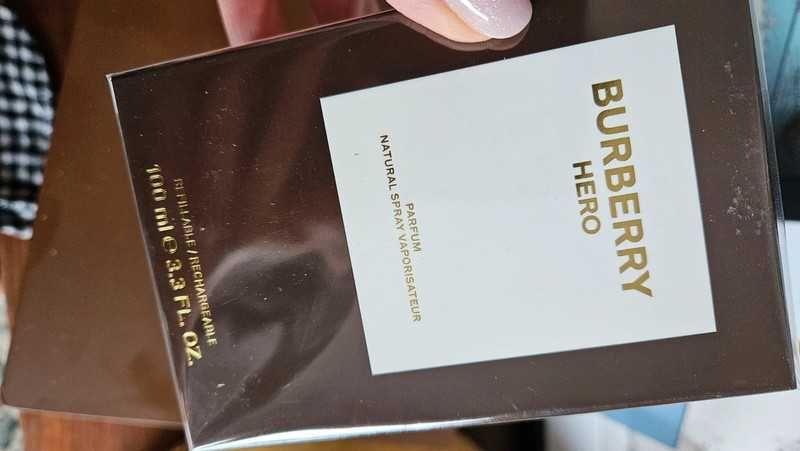 BURBERRY
HERO
PARFUM
NATURAL SPRAY VAPORISATEUR
REFILLABLE/RECHARGEABLE
100 ml ℮ 3.3 FL. OZ.